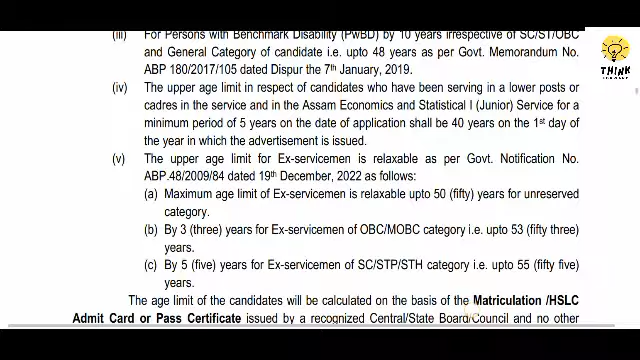 (iii) For Persons with Benchmark Disability (PwBD) by 10 years irrespective of SC/ST/OBC
and General Category of candidate i.e. upto 48 years as per Govt. Memorandum No.
ABP 180/2017/105 dated Dispur the 7th January, 2019.
(iv) The upper age limit in respect of candidates who have been serving in a lower posts or
cadres in the service and in the Assam Economics and Statistical I (Junior) Service for a
minimum period of 5 years on the date of application shall be 40 years on the 1st day of
the year in which the advertisement is issued.
(v) The upper age limit for Ex-servicemen is relaxable as per Govt. Notification No.
ABP.48/2009/84 dated 19th December, 2022 as follows:
(a) Maximum age limit of Ex-servicemen is relaxable upto 50 (fifty) years for unreserved
category.
(b) By 3 (three) years for Ex-servicemen of OBC/MOBC category i.e. upto 53 (fifty three)
years.
(c) By 5 (five) years for Ex-servicemen of SC/STP/STH category i.e. upto 55 (fifty five)
years.
The age limit of the candidates will be calculated on the basis of the Matriculation /HSLC
Admit Card or Pass Certificate issued by a recognized Central/State Board/Council and no other
THINK